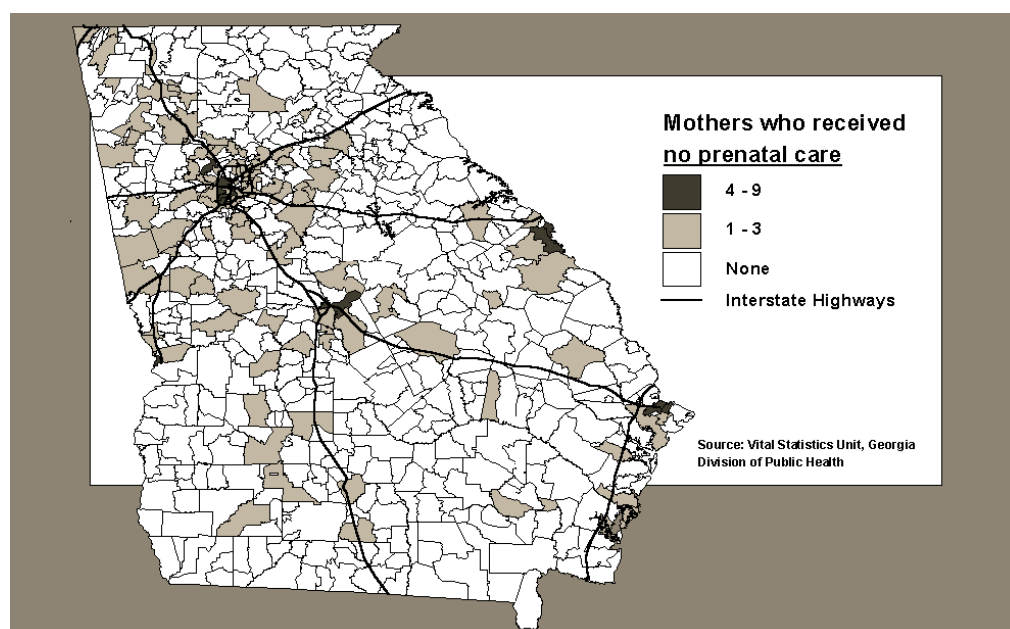 Mothers who received
no prenatal care
4 - 9
1 - 3
None
Interstate Highways
Source: Vital Statistics Unit, Georgia
Division of Public Health